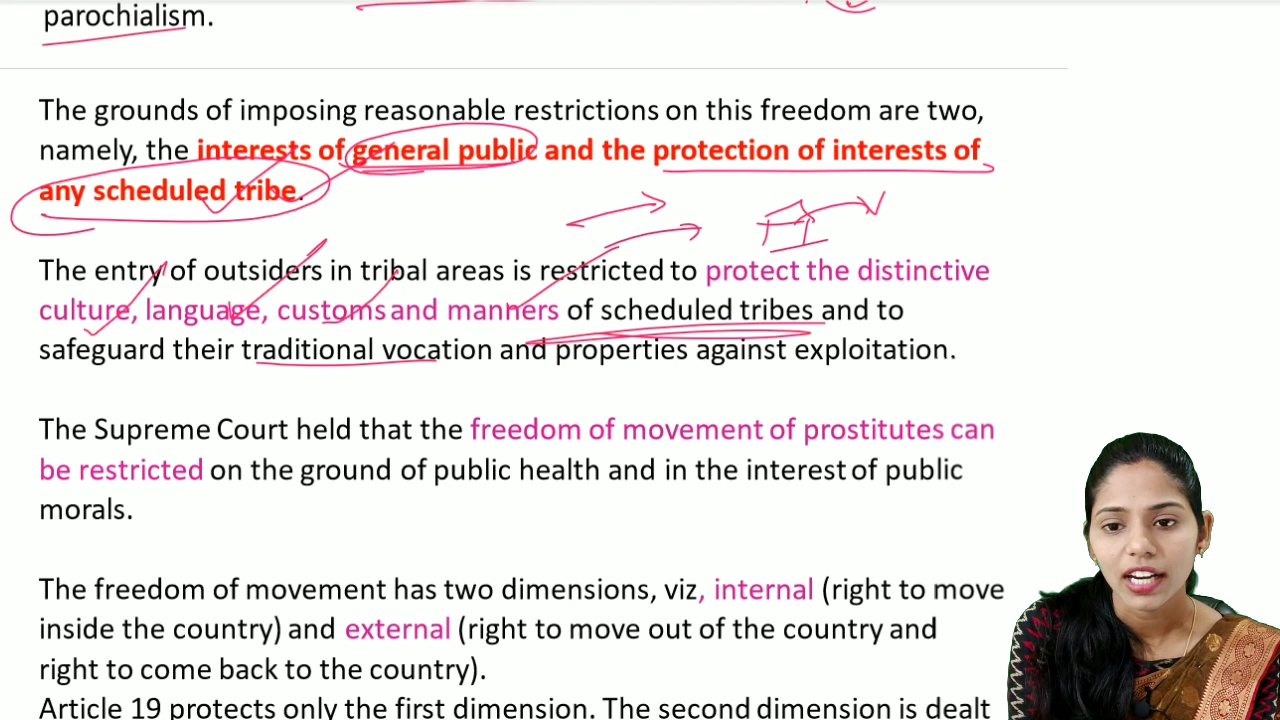 parochialism.
The grounds of imposing reasonable restrictions on this freedom are two,
namely, the interests of general public and the protection of interests of
any scheduled tribe.
The entry of outsiders in tribal areas is restricted to protect the distinctive
culture, language, customs and manners of scheduled tribes and to
safeguard their traditional vocation and properties against exploitation.
The Supreme Court held that the freedom of movement of prostitutes can
be restricted on the ground of public health and in the interest of public
morals.
The freedom of movement has two dimensions, viz, internal (right to move
inside the country) and external (right to move out of the country and
right to come back to the country).
Article 19 protects only the first dimension. The second dimension is dealt